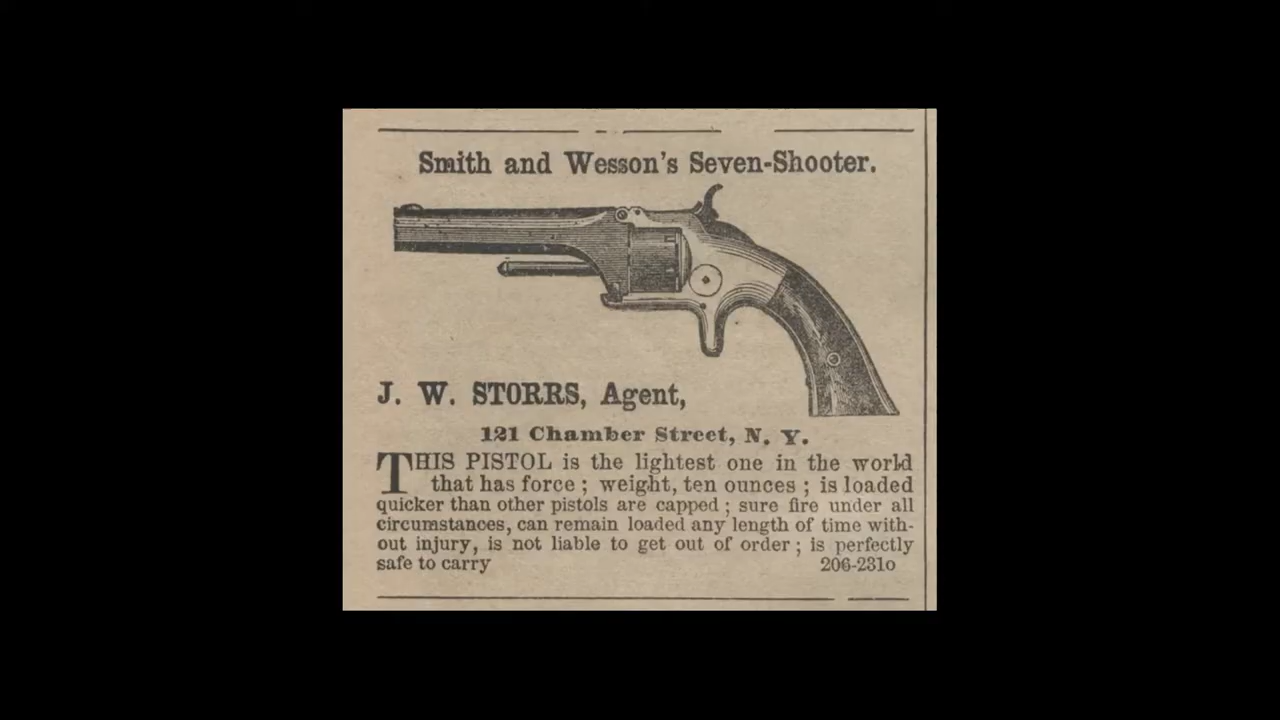 Smith and Wesson's Seven-Shooter.
J. W. STORRS, Agent,
121 Chamber Street, N. Y.
THIS PISTOL is the lightest one in the world
that has force ; weight, ten ounces ; is loaded
quicker than other pistols are capped ; sure fire under all
circumstances, can remain loaded any length of time with-
out injury, is not liable to get out of order ; is perfectly
safe to carry 206-231o